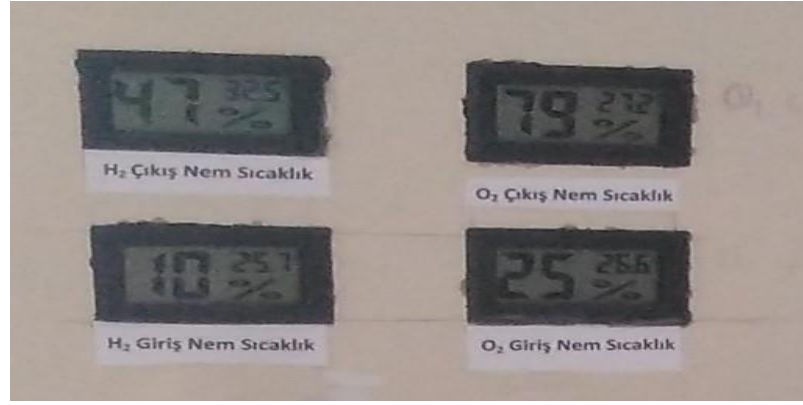 47 32.5
%
H₂ Çıkış Nem Sıcaklık
79 27.2
%
O₂ Çıkış Nem Sıcaklık
10 25.7
%
H₂ Giriş Nem Sıcaklık
25 26.6
%
O₂ Giriş Nem Sıcaklık